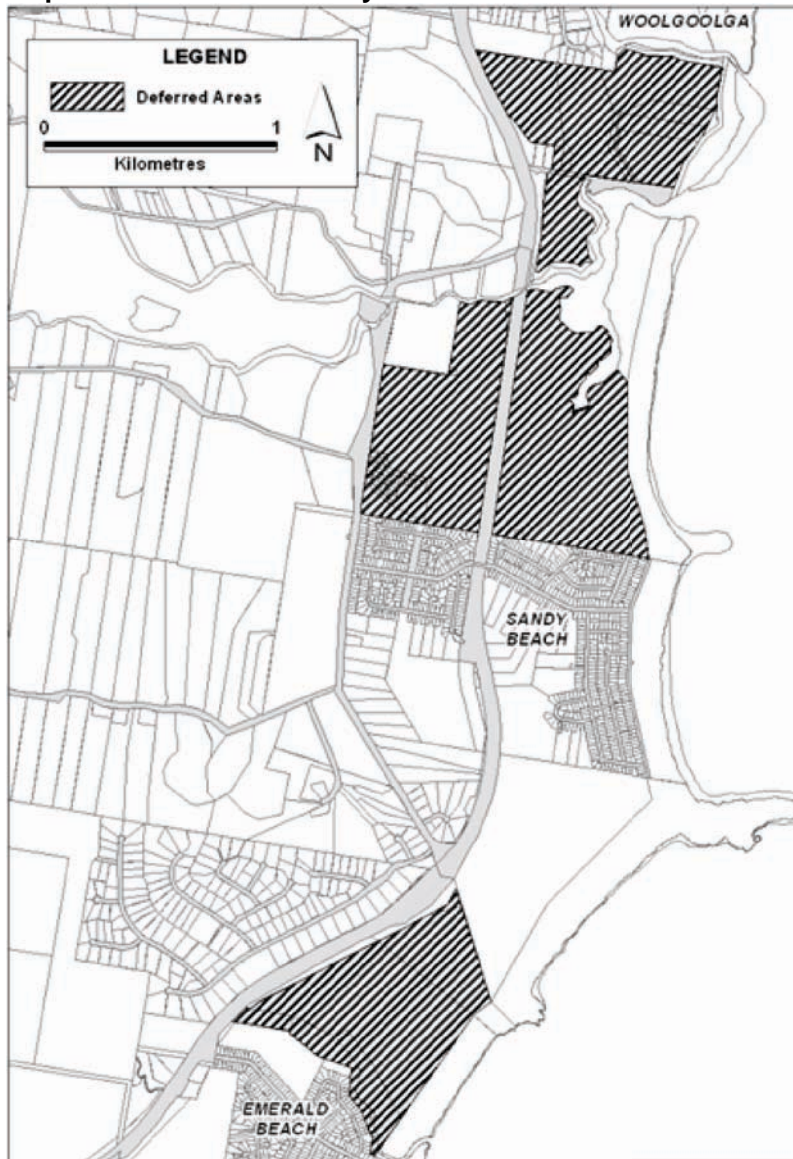 WOOLGOOLGA
LEGEND
Deferred Areas
0 1
Kilometres
N
SANDY
BEACH
EMERALD
BEACH